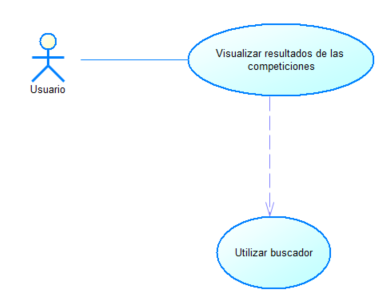 Visualizar resultados de las
competiciones
Usuario
Utilizar buscador